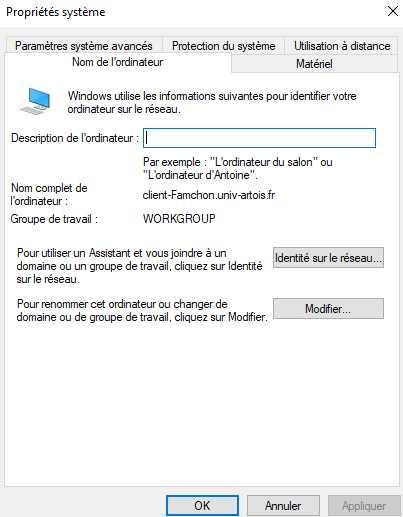 Propriétés système
Paramètres système avancés
Protection du système
Utilisation à distance
Nom de l'ordinateur
Matériel
Windows utilise les informations suivantes pour identifier votre
ordinateur sur le réseau.
Description de l'ordinateur :
Par exemple : "L'ordinateur du salon" ou
"L'ordinateur d'Antoine".
Nom complet de
l'ordinateur :
client-Famchon.univ-artois.fr
Groupe de travail :
WORKGROUP
Pour utiliser un Assistant et vous joindre à un
domaine ou un groupe de travail, cliquez sur Identité
sur le réseau.
Identité sur le réseau...
Pour renommer cet ordinateur ou changer de
domaine ou de groupe de travail, cliquez sur Modifier.
Modifier...
OK
Annuler
Appliquer